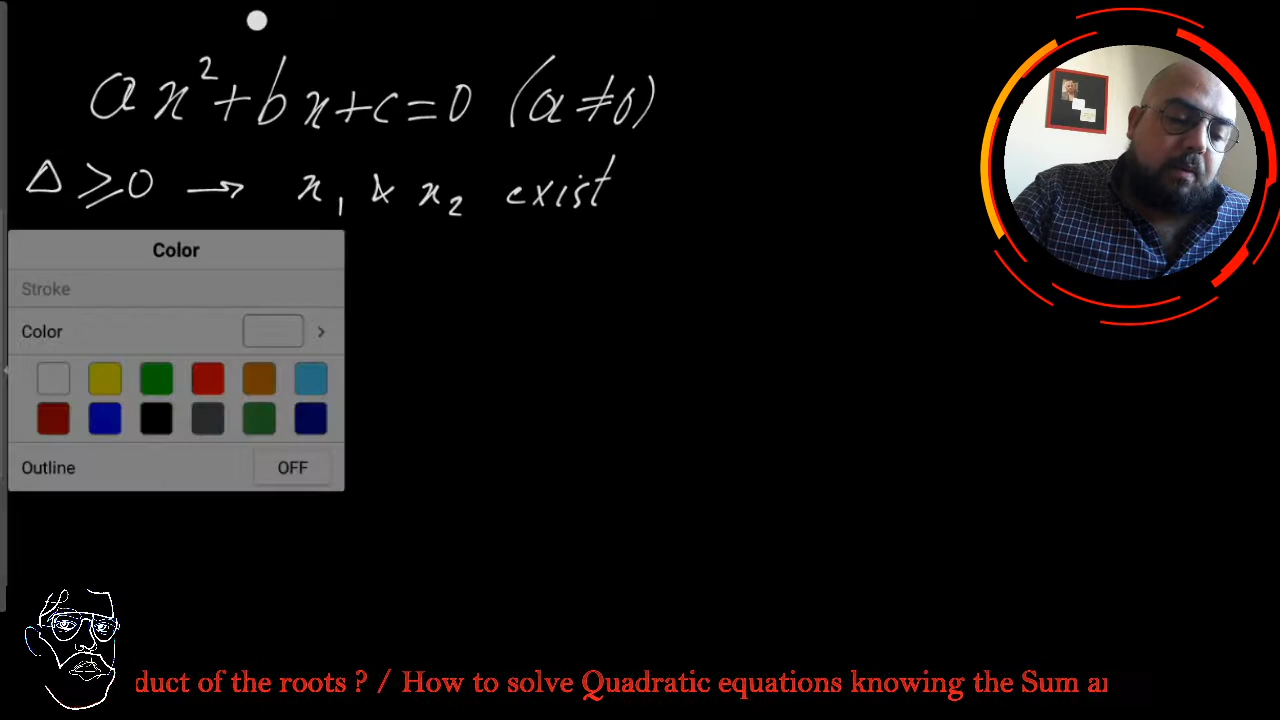 ax²+bx+c=0 (a≠0)
Δ ⩾0 → x₁ & x₂ exist
Color
Stroke
Color
Outline OFF
duct of the roots ? / How to solve Quadratic equations knowing the Sum